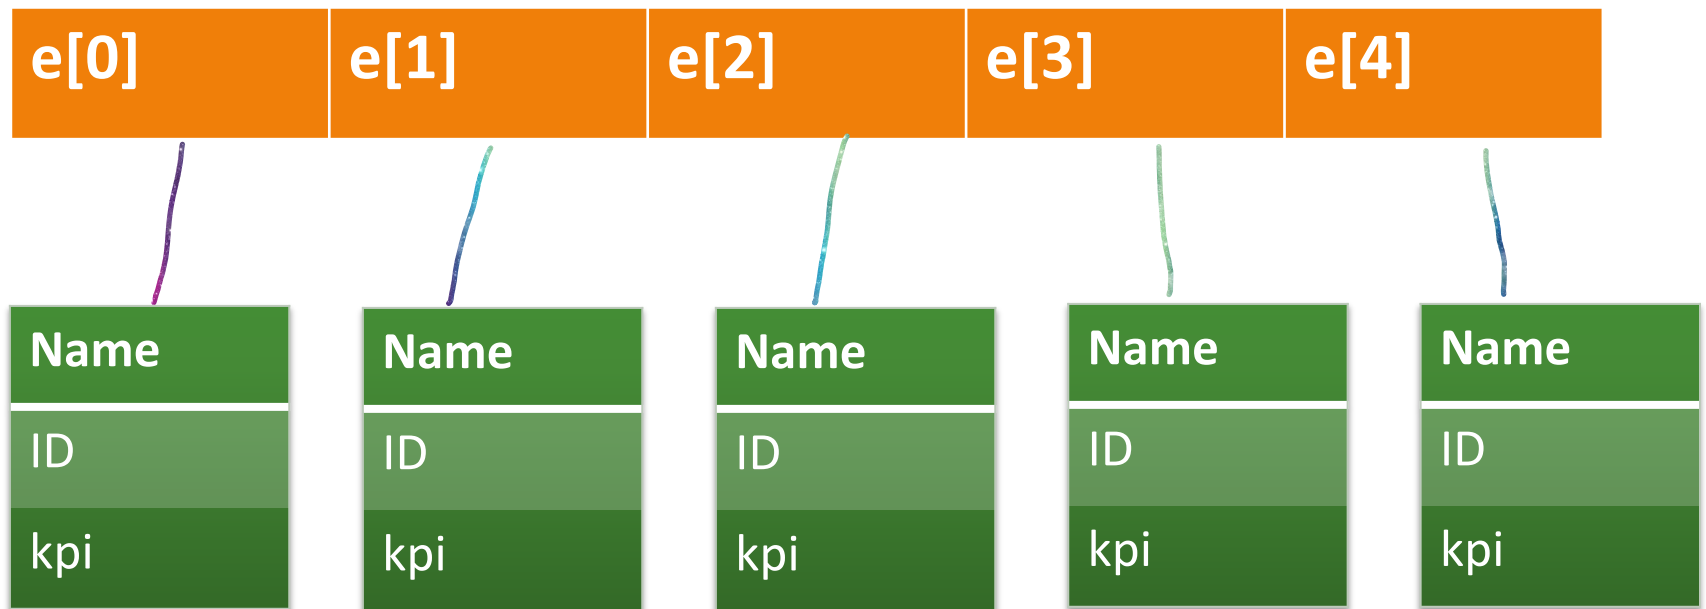 e[0] e[1] e[2] e[3] e[4]
Name Name Name Name Name
ID ID ID ID ID
kpi kpi kpi kpi kpi